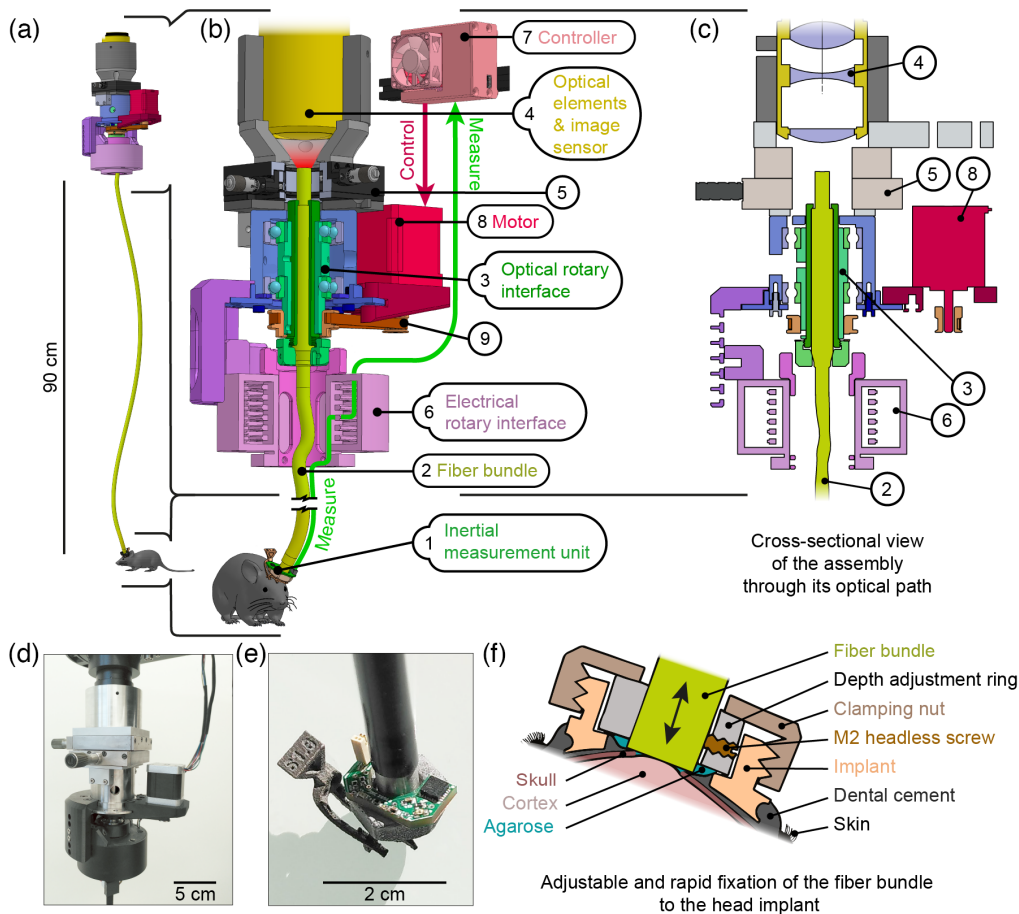 (a)
90 cm
(b)
7 Controller
4 Optical
elements
& image
sensor
Control
Measure
5
8 Motor
3 Optical rotary
interface
9
6 Electrical
rotary interface
2 Fiber bundle
Measure
1 Inertial
measurement unit
(c)
4
5
8
3
6
2
Cross-sectional view
of the assembly
through its optical path
(d)
5 cm
(e)
2 cm
(f)
Fiber bundle
Depth adjustment ring
Clamping nut
M2 headless screw
Implant
Dental cement
Skin
Skull
Cortex
Agarose
Adjustable and rapid fixation of the fiber bundle
to the head implant